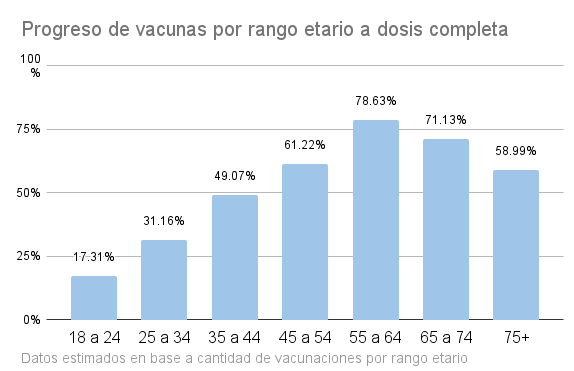 Progreso de vacunas por rango etario a dosis completa
100
%
75%
50%
25%
0%
17.31%
31.16%
49.07%
61.22%
78.63%
71.13%
58.99%
18 a 24
25 a 34
35 a 44
45 a 54
55 a 64
65 a 74
75+
Datos estimados en base a cantidad de vacunaciones por rango etario